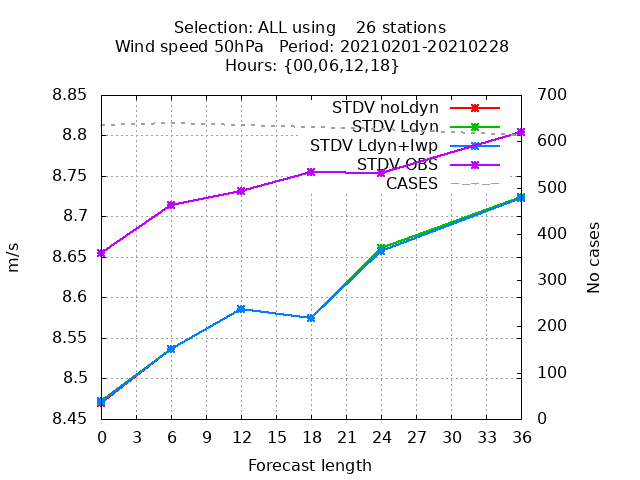 Selection: ALL using    26 stations
Wind speed 50hPa   Period: 20210201-20210228
Hours: {00,06,12,18}
8.85
8.8
8.75
8.7
8.65
8.6
8.55
8.5
8.45
m/s
STDV noLdyn
STDV Ldyn
STDV Ldyn+lwp
STDV OBS
CASES
700
600
500
400
300
200
100
0
No cases
0 3 6 9 12 15 18 21 24 27 30 33 36
Forecast length